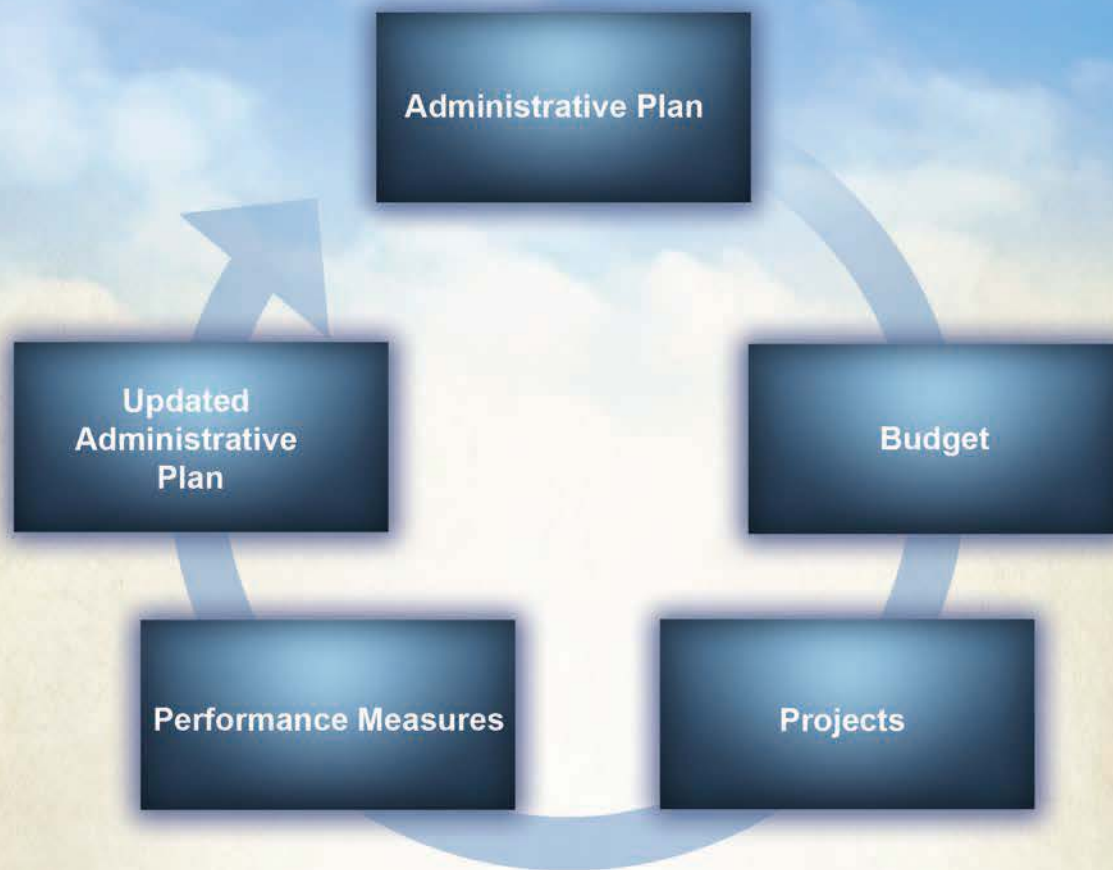 Administrative Plan
Budget
Projects
Performance Measures
Updated
Administrative
Plan